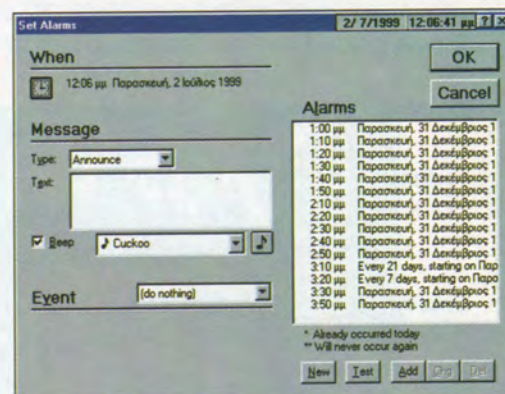 Set Alarms 2/ 7/1999 12:06:41 μμ ? ×
When
12:06 μμ Παρασκευή, 2 Ιούλιος 1999
Message
Type: Announce
Text:
Beep ♪ Cuckoo ♪
Event (do nothing)
OK
Cancel
Alarms
1:00 μμ Παρασκευή, 31 Δεκέμβριος 1
1:10 μμ Παρασκευή, 31 Δεκέμβριος 1
1:20 μμ Παρασκευή, 31 Δεκέμβριος 1
1:30 μμ Παρασκευή, 31 Δεκέμβριος 1
1:40 μμ Παρασκευή, 31 Δεκέμβριος 1
1:50 μμ Παρασκευή, 31 Δεκέμβριος 1
2:10 μμ Παρασκευή, 31 Δεκέμβριος 1
2:20 μμ Παρασκευή, 31 Δεκέμβριος 1
2:30 μμ Παρασκευή, 31 Δεκέμβριος 1
2:40 μμ Παρασκευή, 31 Δεκέμβριος 1
2:50 μμ Παρασκευή, 31 Δεκέμβριος 1
3:10 μμ Every 21 days, starting on Παρα
3:20 μμ Every 7 days, starting on Παρα
3:30 μμ Παρασκευή, 31 Δεκέμβριος 1
3:50 μμ Παρασκευή, 31 Δεκέμβριος 1
* Already occurred today
** Will never occur again
New Test Add Chg Del